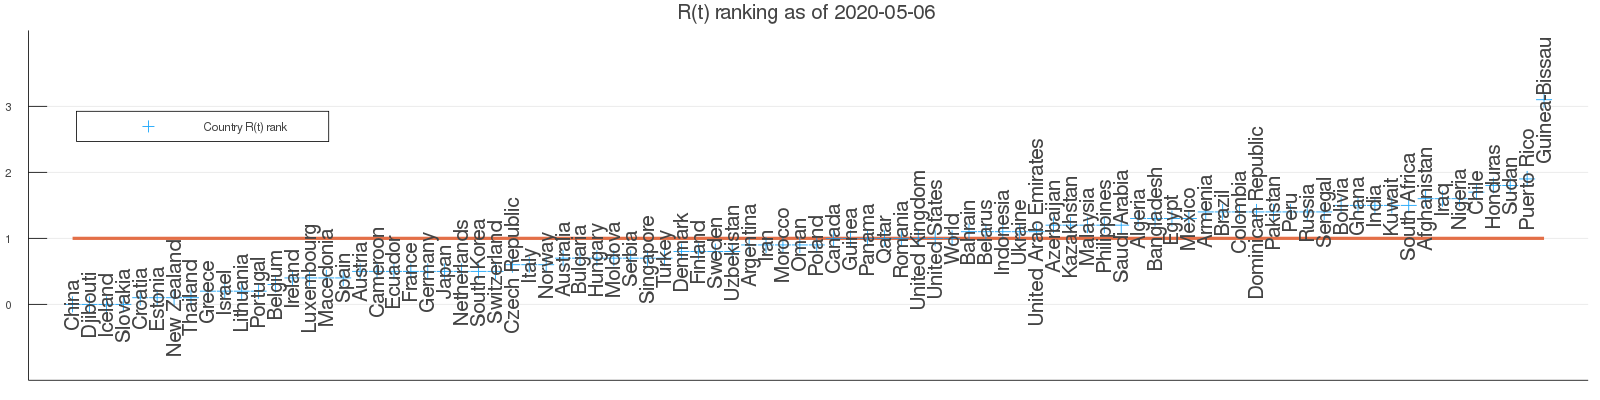 R(t) ranking as of 2020-05-06
3
2
1
0
Country R(t) rank
China
Djibouti
Iceland
Slovakia
Croatia
Estonia
New Zealand
Thailand
Greece
Israel
Lithuania
Portugal
Belgium
Ireland
Luxembourg
Macedonia
Spain
Austria
Cameroon
Ecuador
France
Germany
Japan
Netherlands
South Korea
Switzerland
Czech Republic
Italy
Norway
Australia
Bulgaria
Hungary
Moldova
Serbia
Singapore
Turkey
Denmark
Finland
Sweden
Uzbekistan
Argentina
Iran
Morocco
Oman
Poland
Canada
Guinea
Panama
Qatar
Romania
United Kingdom
United States
World
Bahrain
Belarus
Indonesia
Ukraine
United Arab Emirates
Azerbaijan
Kazakhstan
Malaysia
Philippines
Saudi Arabia
Algeria
Bangladesh
Egypt
Mexico
Armenia
Brazil
Colombia
Dominican Republic
Pakistan
Peru
Russia
Senegal
Bolivia
Ghana
India
Kuwait
South Africa
Afghanistan
Iraq
Nigeria
Chile
Honduras
Sudan
Puerto Rico
Guinea-Bissau